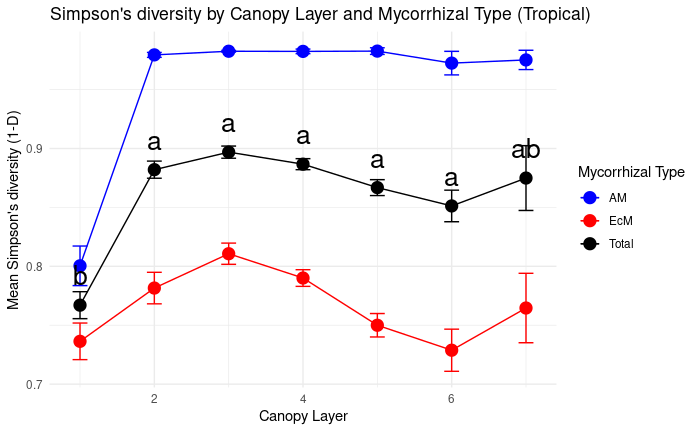 Simpson's diversity by Canopy Layer and Mycorrhizal Type (Tropical)
Mean Simpson's diversity (1-D)
0.9
0.8
0.7
b
a
a
a
a
a
ab
2
4
6
Canopy Layer
Mycorrhizal Type
AM
EcM
Total